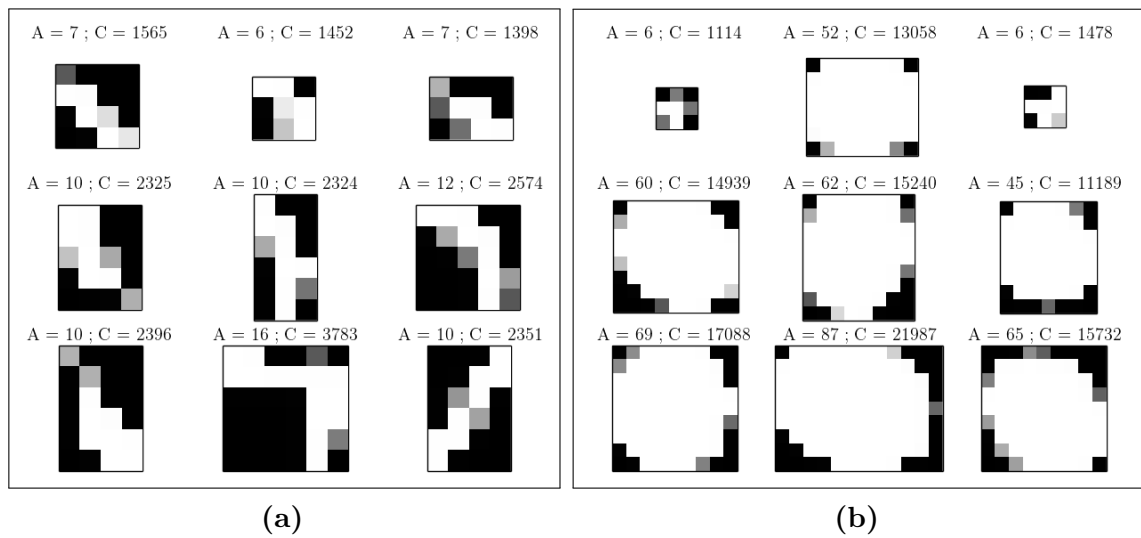 A = 7 ; C = 1565
A = 6 ; C = 1452
A = 7 ; C = 1398
A = 10 ; C = 2325
A = 10 ; C = 2324
A = 12 ; C = 2574
A = 10 ; C = 2396
A = 16 ; C = 3783
A = 10 ; C = 2351
(a)
A = 6 ; C = 1114
A = 52 ; C = 13058
A = 6 ; C = 1478
A = 60 ; C = 14939
A = 62 ; C = 15240
A = 45 ; C = 11189
A = 69 ; C = 17088
A = 87 ; C = 21987
A = 65 ; C = 15732
(b)